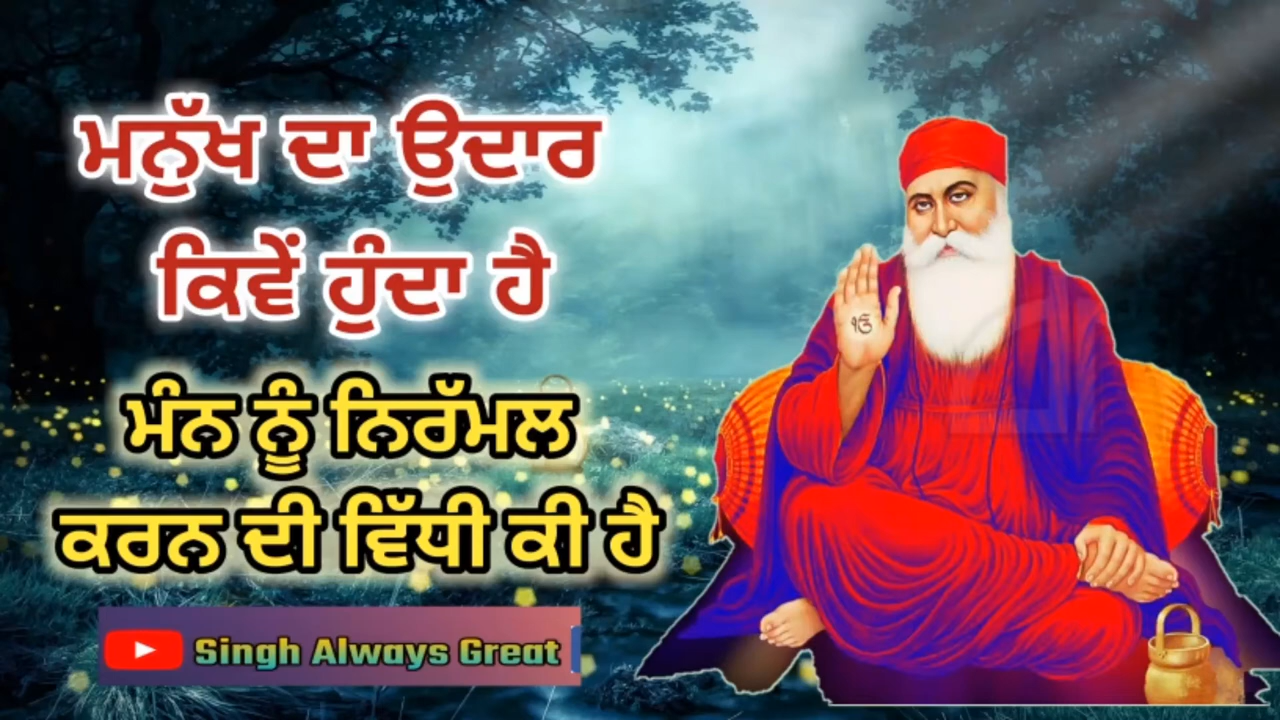 ਮਨੁੱਖ ਦਾ ਉਦਾਰ
ਕਿਵੇਂ ਹੁੰਦਾ ਹੈ
ਮੰਨ ਨੂੰ ਨਿਰੱਮਲ
ਕਰਨ ਦੀ ਵਿੱਧੀ ਕੀ ਹੈ
ੴ
Singh Always Great